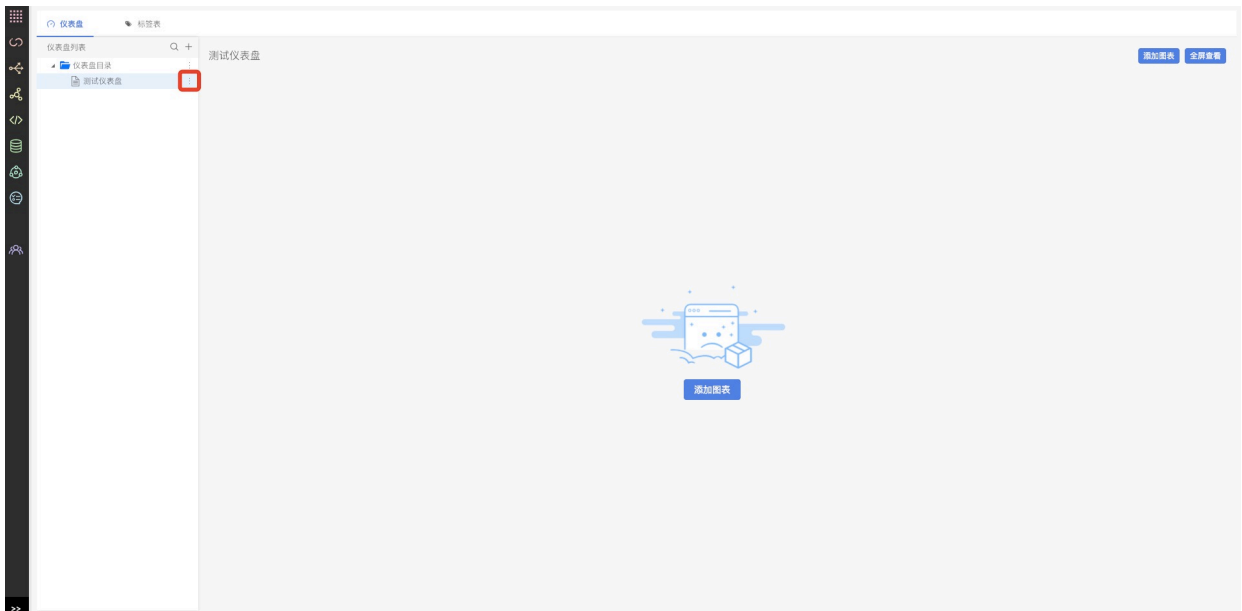 仪表盘 标签表
仪表盘列表
测试仪表盘 添加图表 全屏查看
仪表盘目录
测试仪表盘
添加图表